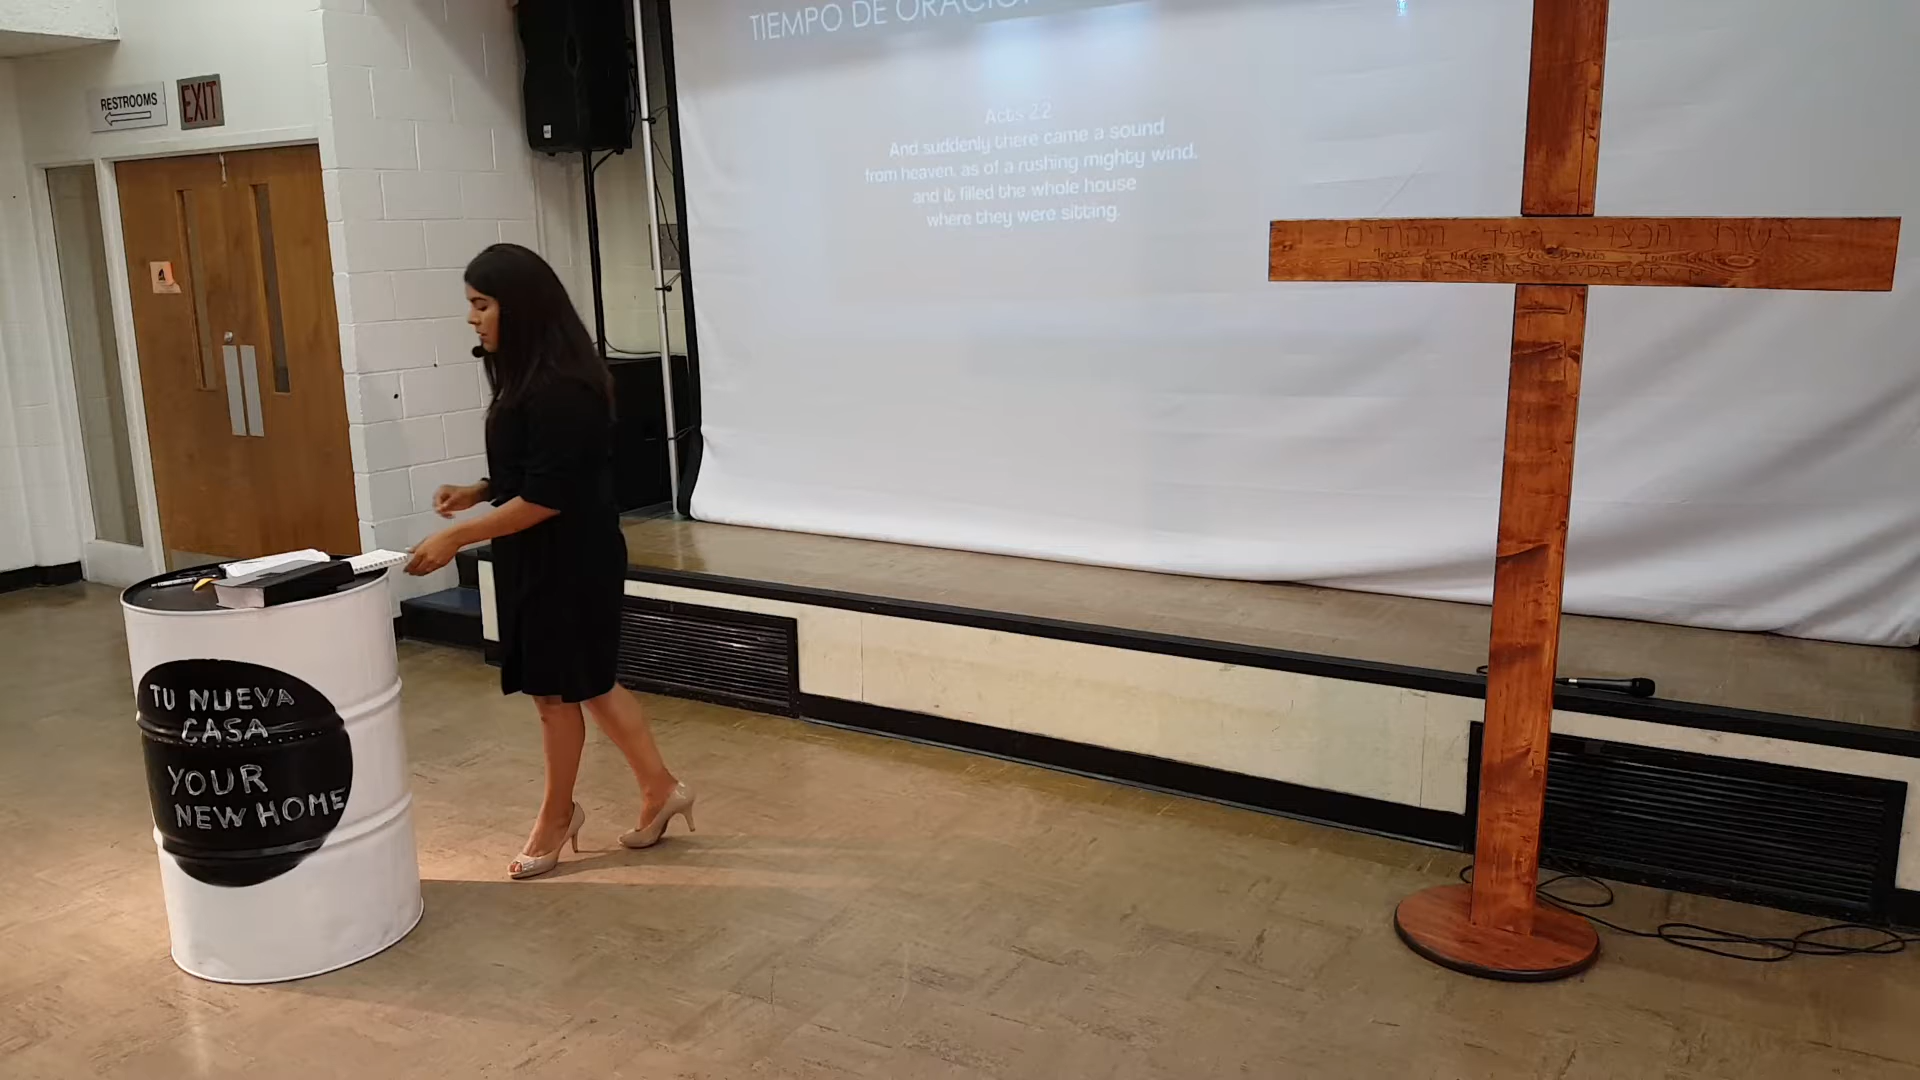 RESTROOMS
EXIT
TIEMPO DE ORACIÓN
Acts 2:2
And suddenly there came a sound
from heaven, as of a rushing mighty wind,
and it filled the whole house
where they were sitting.
TU NUEVA
CASA
YOUR
NEW HOME